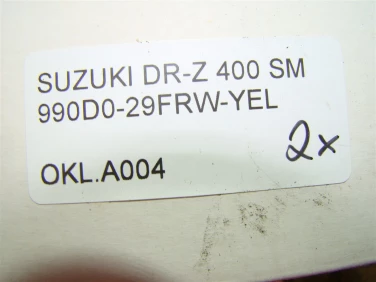 SUZUKI DR-Z 400 SM
990D0-29FRW-YEL
OKL.A004 2x